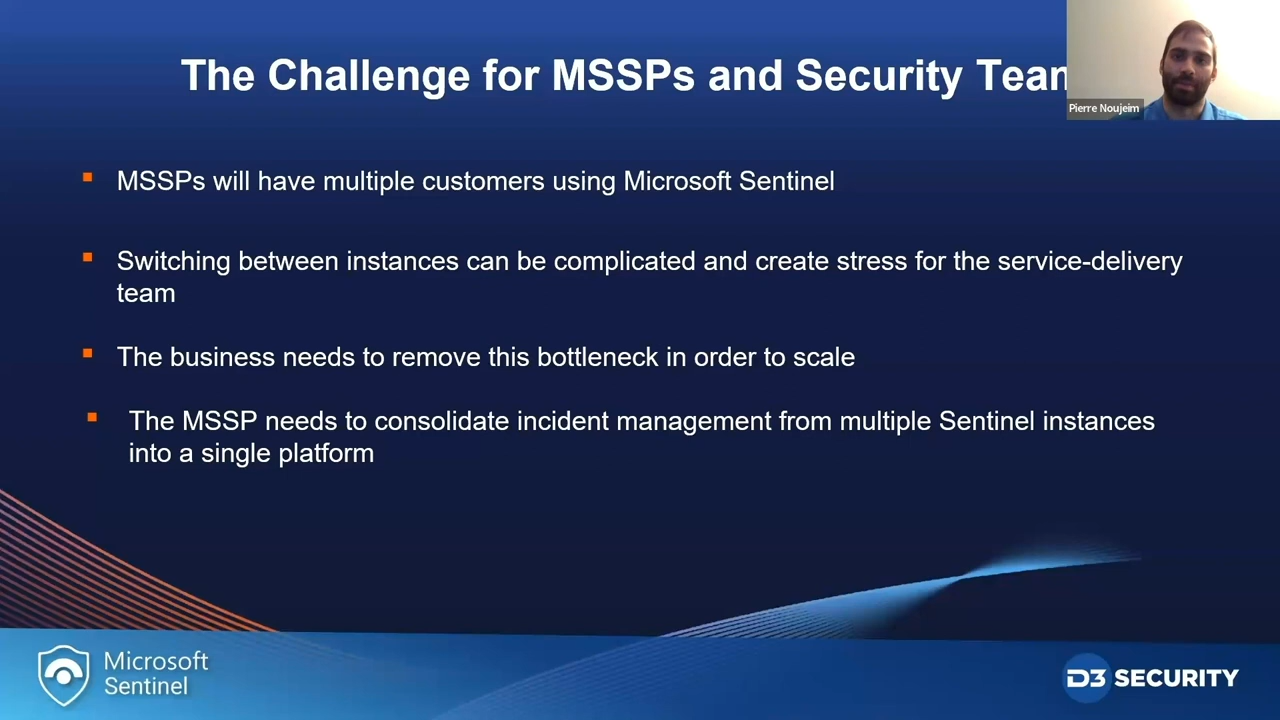 The Challenge for MSSPs and Security
Pierre Noujeim
MSSPs will have multiple customers using Microsoft Sentinel
Switching between instances can be complicated and create stress for the service-delivery
team
The business needs to remove this bottleneck in order to scale
The MSSP needs to consolidate incident management from multiple Sentinel instances
into a single platform
Microsoft
Sentinel
D3 SECURITY